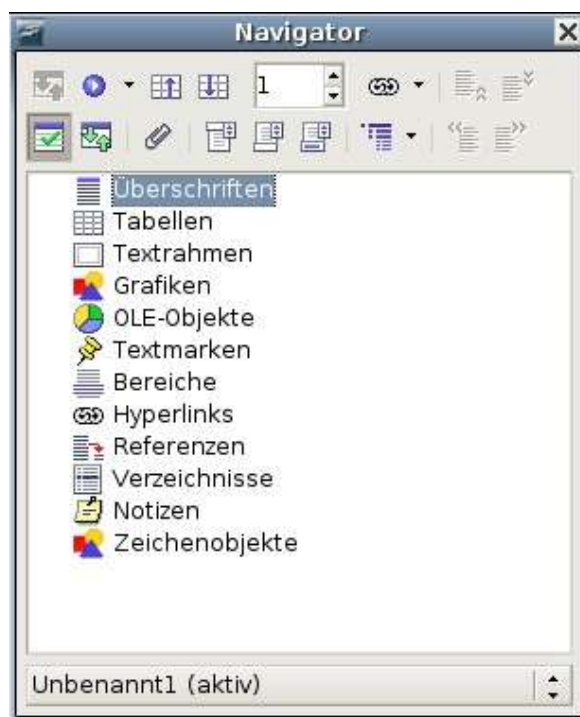 Navigator
1
Überschriften
Tabellen
Textrahmen
Grafiken
OLE-Objekte
Textmarken
Bereiche
Hyperlinks
Referenzen
Verzeichnisse
Notizen
Zeichenobjekte
Unbenannt1 (aktiv)